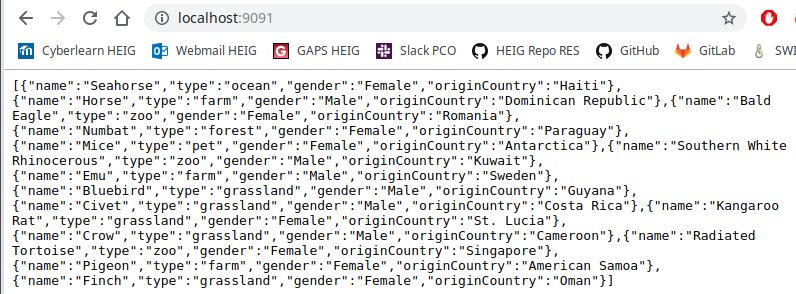 localhost:9091
Cyberlearn HEIG Webmail HEIG GAPS HEIG Slack PCO HEIG Repo RES GitHub GitLab SWI
[{"name":"Seahorse","type":"ocean","gender":"Female","originCountry":"Haiti"},
{"name":"Horse","type":"farm","gender":"Male","originCountry":"Dominican Republic"},{"name":"Bald
Eagle","type":"zoo","gender":"Female","originCountry":"Romania"},
{"name":"Numbat","type":"forest","gender":"Female","originCountry":"Paraguay"},
{"name":"Mice","type":"pet","gender":"Female","originCountry":"Antarctica"},{"name":"Southern White
Rhinocerous","type":"zoo","gender":"Male","originCountry":"Kuwait"},
{"name":"Emu","type":"farm","gender":"Male","originCountry":"Sweden"},
{"name":"Bluebird","type":"grassland","gender":"Male","originCountry":"Guyana"},
{"name":"Civet","type":"grassland","gender":"Male","originCountry":"Costa Rica"},{"name":"Kangaroo
Rat","type":"grassland","gender":"Female","originCountry":"St. Lucia"},
{"name":"Crow","type":"grassland","gender":"Male","originCountry":"Cameroon"},{"name":"Radiated
Tortoise","type":"zoo","gender":"Female","originCountry":"Singapore"},
{"name":"Pigeon","type":"farm","gender":"Female","originCountry":"American Samoa"},
{"name":"Finch","type":"grassland","gender":"Female","originCountry":"Oman"}]